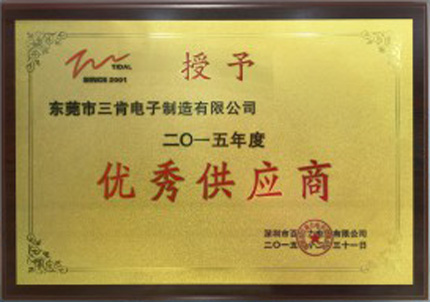 TIDAL
SINCE 2001
授予
东莞市三肯电子制造有限公司
二〇一五年度
优秀供应商
深圳市百 有限公司
二〇一五 三十一日